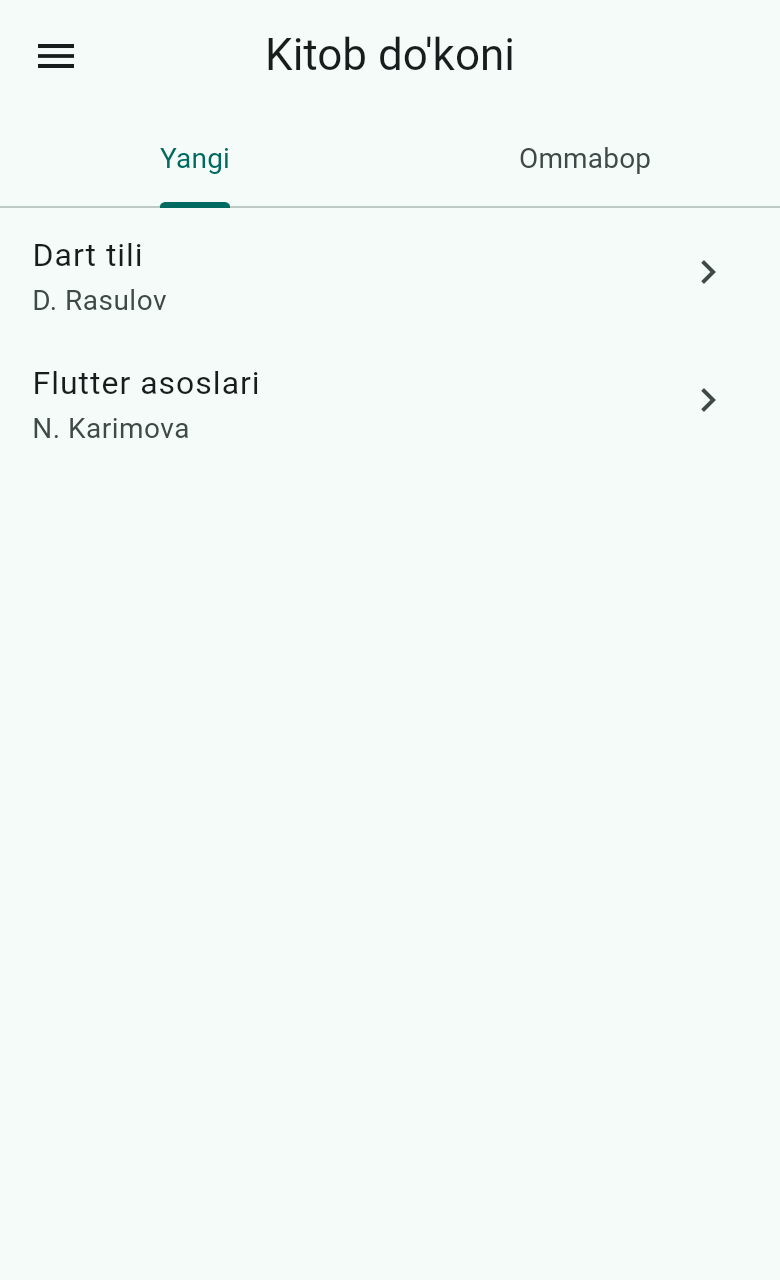 Kitob do'koni
Yangi
Ommabop
Dart tili
D. Rasulov
Flutter asoslari
N. Karimova